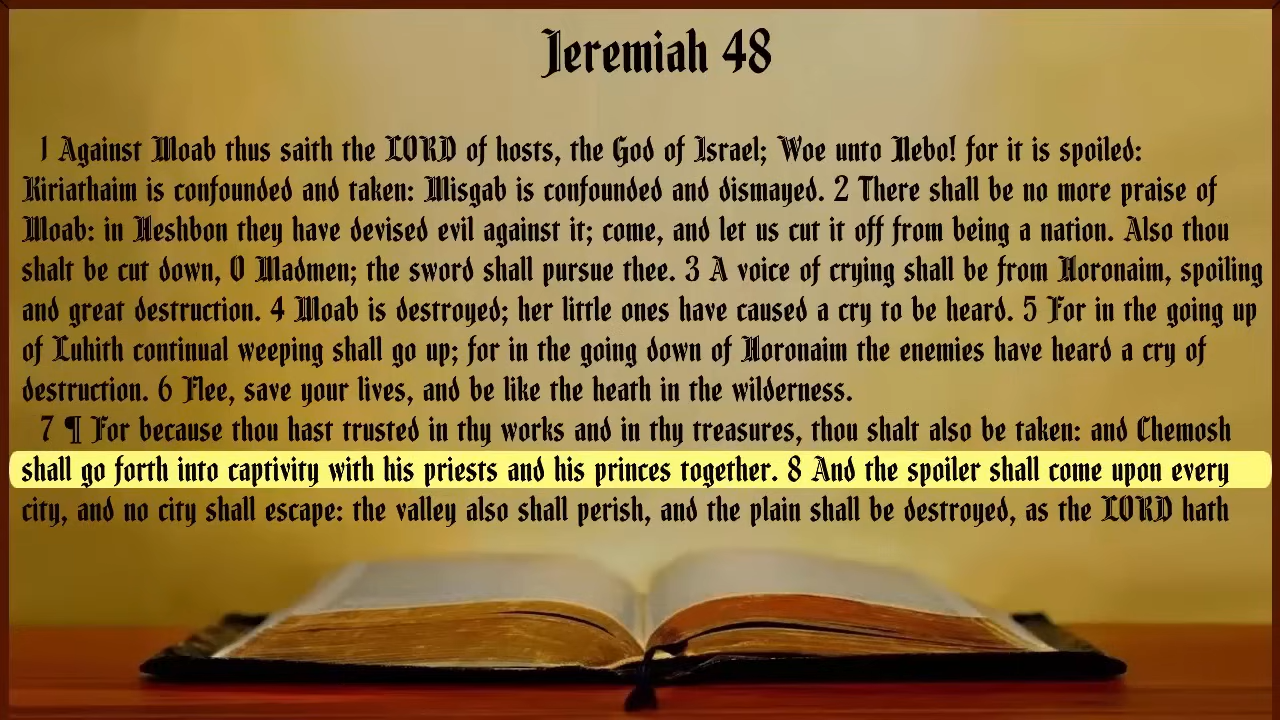 Jeremiah 48
1 Against Moab thus saith the LORD of hosts, the God of Israel; Woe unto Nebo! for it is spoiled:
Kiriathaim is confounded and taken: Misgab is confounded and dismayed. 2 There shall be no more praise of
Moab: in Heshbon they have devised evil against it; come, and let us cut it off from being a nation. Also thou
shalt be cut down, O Madmen; the sword shall pursue thee. 3 A voice of crying shall be from Horonaim, spoiling
and great destruction. 4 Moab is destroyed; her little ones have caused a cry to be heard. 5 For in the going up
of Luhith continual weeping shall go up; for in the going down of Horonaim the enemies have heard a cry of
destruction. 6 Flee, save your lives, and be like the heath in the wilderness.
7 ¶ For because thou hast trusted in thy works and in thy treasures, thou shalt also be taken: and Chemosh
shall go forth into captivity with his priests and his princes together. 8 And the spoiler shall come upon every
city, and no city shall escape: the valley also shall perish, and the plain shall be destroyed, as the LORD hath